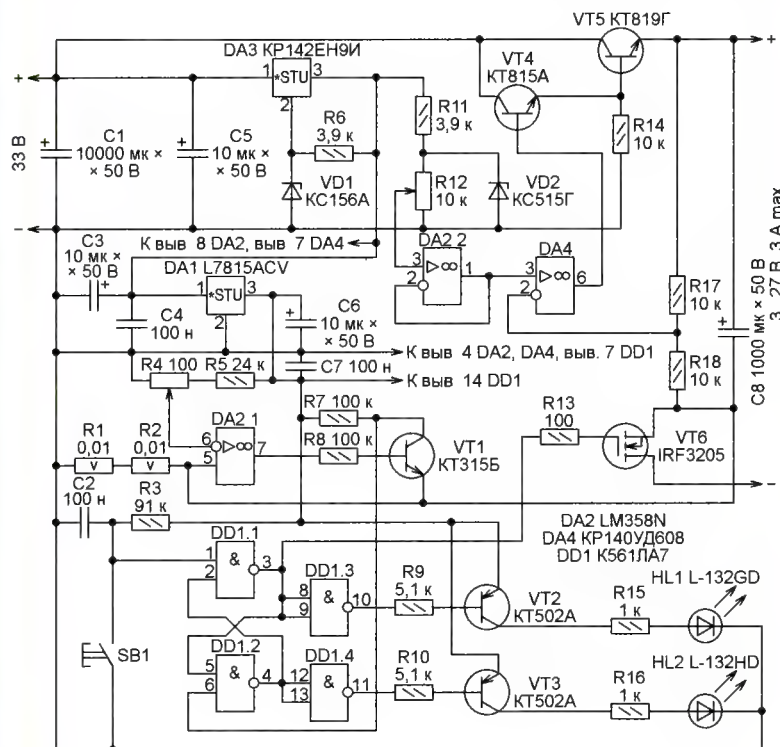 VT5 КТ819Г
DA3 КР142ЕН9И
VT4
КТ815А
+
1
*STU
3
2
+
R11
3,9 к
R6
3,9 к
R14
10 к
33 В
+
C1
10000 мк ×
× 50 В
+
C5
10 мк ×
× 50 В
VD1
КС156А
R12
10 к
VD2
КС515Г
–
C3
10 мк ×
× 50 В
+
К выв 8 DA2, выв 7 DA4
DA2 2
3
2
▷∞
1
DA4
3
2
▷∞
6
DA1 L7815ACV
1
*STU
3
2
+
C6
10 мк ×
× 50 В
C4
100 н
R17
10 к
+
C8 1000 мк × 50 В
3 27 В 3 А max
К выв 4 DA2, DA4, выв. 7 DD1
C7 100 н
R4 100
R5 24 к
К выв 14 DD1
R18
10 к
R7 100 к
R13
100
DA2 1
6
5
▷∞
7
R8 100 к
VT1
КТ315Б
VT6
IRF3205
–
R1
0,01
V
R2
0,01
V
C2
100 н
R3
91 к
DA2 LM358N
DA4 КР140УД608
DD1 К561ЛА7
DD1.1
1
2
&
3
DD1.3
8
9
&
10
R9
5,1 к
VT2
КТ502А
R15
1 к
HL1 L-132GD
SB1
DD1.2
5
6
&
4
DD1.4
12
13
&
11
R10
5,1 к
VT3
КТ502А
R16
1 к
HL2 L-132HD